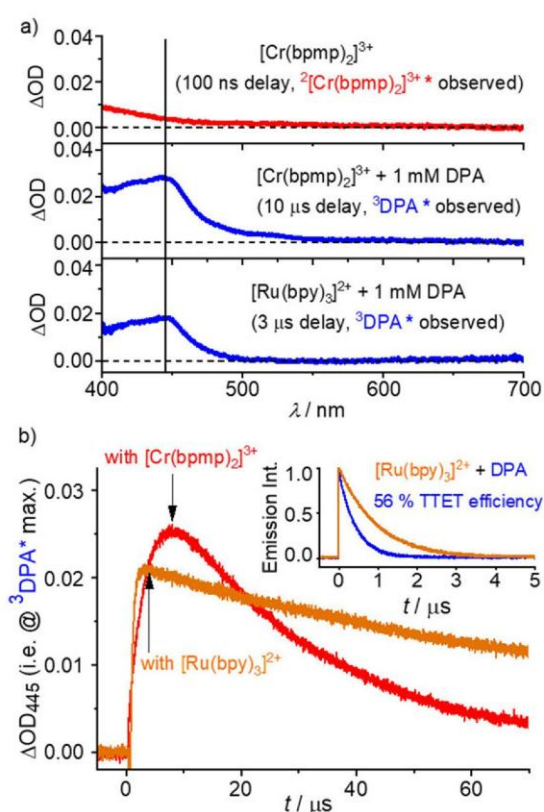 a)
0.04
0.02
0.00
ΔOD
[Cr(bpmp)₂]³⁺
(100 ns delay, ²[Cr(bpmp)₂]³⁺* observed)
0.04
0.02
0.00
ΔOD
[Cr(bpmp)₂]³⁺ + 1 mM DPA
(10 μs delay, ³DPA* observed)
0.04
0.02
0.00
ΔOD
[Ru(bpy)₃]²⁺ + 1 mM DPA
(3 μs delay, ³DPA* observed)
400 500 600 700
λ / nm
b)
ΔOD₄₄₅ (i.e. @ ³DPA* max.)
0.03
0.02
0.01
0.00
with [Cr(bpmp)₂]³⁺
with [Ru(bpy)₃]²⁺
Emission Int.
1.0
0.5
0.0
[Ru(bpy)₃]²⁺ + DPA
56 % TTET efficiency
0 1 2 3 4 5
t / μs
0 20 40 60
t / μs